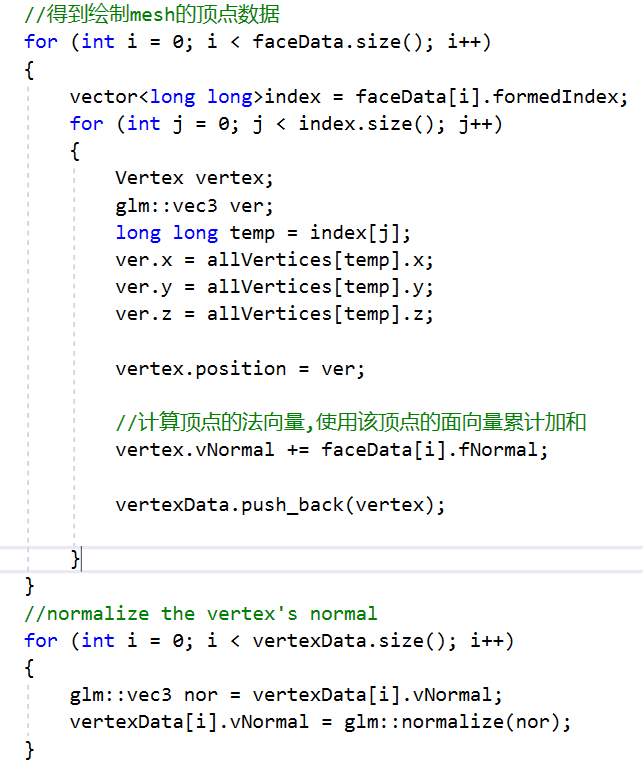 //得到绘制mesh的顶点数据
for (int i = 0; i < faceData.size(); i++)
{
    vector<long long>index = faceData[i].formedIndex;
    for (int j = 0; j < index.size(); j++)
    {
        Vertex vertex;
        glm::vec3 ver;
        long long temp = index[j];
        ver.x = allVertices[temp].x;
        ver.y = allVertices[temp].y;
        ver.z = allVertices[temp].z;

        vertex.position = ver;

        //计算顶点的法向量,使用该顶点的面向量累计加和
        vertex.vNormal += faceData[i].fNormal;

        vertexData.push_back(vertex);

    }
}
//normalize the vertex's normal
for (int i = 0; i < vertexData.size(); i++)
{
    glm::vec3 nor = vertexData[i].vNormal;
    vertexData[i].vNormal = glm::normalize(nor);
}